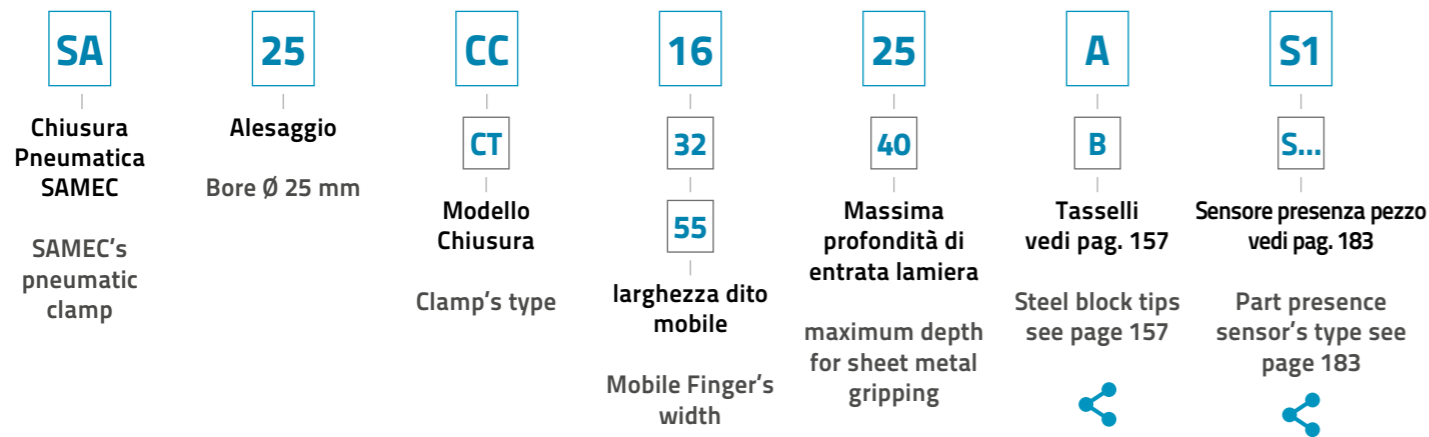 SA
Chiusura
Pneumatica
SAMEC
SAMEC's
pneumatic
clamp
25
Alesaggio
Bore Ø 25 mm
CC
CT
Modello
Chiusura
Clamp's type
16
32
55
larghezza dito
mobile
Mobile Finger's
width
25
40
Massima
profondità di
entrata lamiera
maximum depth
for sheet metal
gripping
A
B
Tasselli
vedi pag. 157
Steel block tips
see page 157
S1
S...
Sensore presenza pezzo
vedi pag. 183
Part presence
sensor's type see
page 183